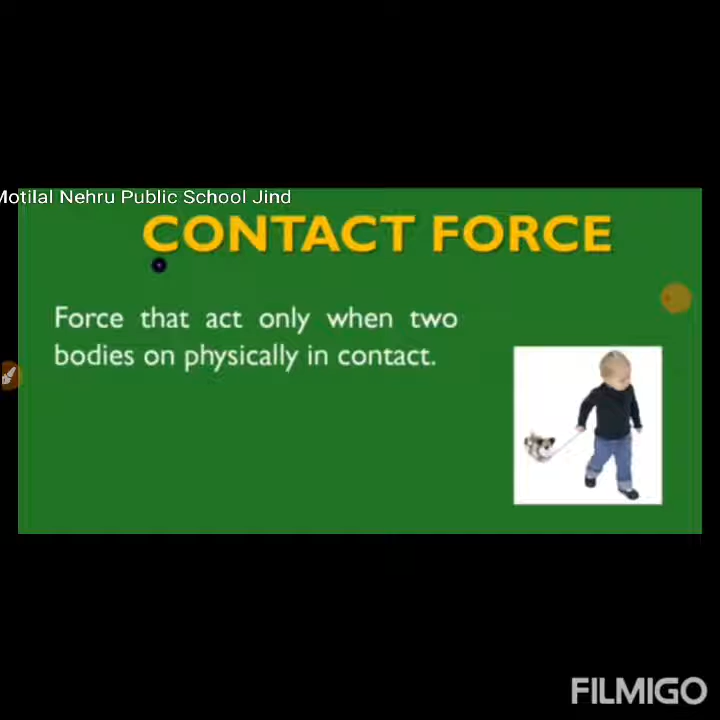 Motilal Nehru Public School Jind
CONTACT FORCE
Force that act only when two
bodies on physically in contact.
FILMIGO